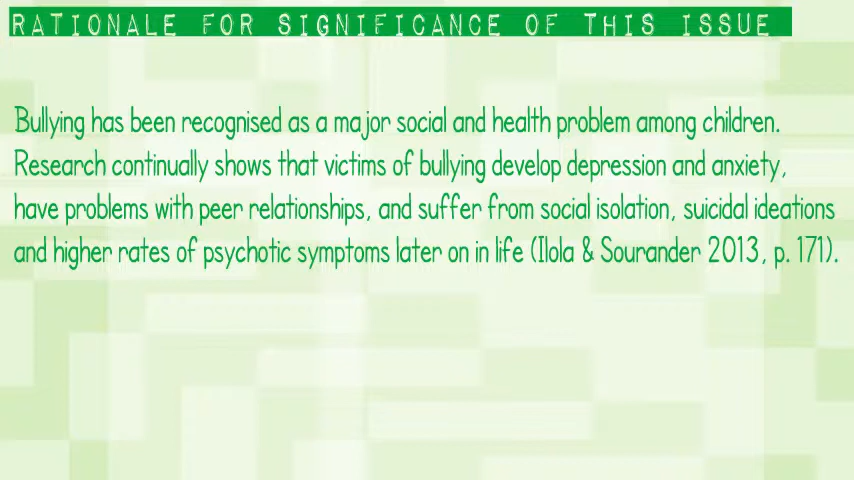 RATIONALE FOR SIGNIFICANCE OF THIS ISSUE
Bullying has been recognised as a major social and health problem among children.
Research continually shows that victims of bullying develop depression and anxiety,
have problems with peer relationships, and suffer from social isolation, suicidal ideations
and higher rates of psychotic symptoms later on in life (Ilola & Sourander 2013, p. 171).